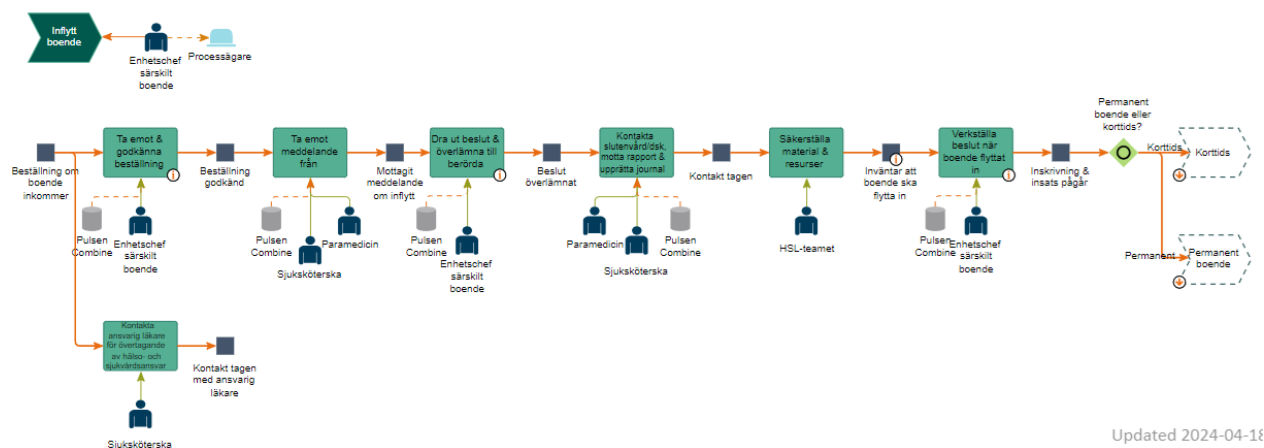 Inflytt
boende
Enhetschef
särskilt
boende
Processägare
Beställning om
boende
inkommer
Ta emot &
godkänna
beställning
Pulsen
Combine
Enhetschef
särskilt
boende
Beställning
godkänd
Ta emot
meddelande
från
Pulsen
Combine
Sjuksköterska
Paramedicin
Mottagit
meddelande
om inflytt
Dra ut beslut &
överlämna till
berörda
Pulsen
Combine
Enhetschef
särskilt
boende
Beslut
överlämnat
Kontakta
slutenvård/dsk,
motta rapport &
upprätta journal
Paramedicin
Sjuksköterska
Pulsen
Combine
Kontakt tagen
Säkerställa
material &
resurser
HSL-teamet
Inväntar att
boende ska
flytta in
Verkställa
beslut när
boende flyttat
in
Pulsen
Combine
Enhetschef
särskilt
boende
Inskrivning &
insats pågår
Permanent
boende eller
korttids?
Korttids
Korttids
Permanent
Permanent
boende
Kontakta
ansvarig läkare
för övertagande
av hälso- och
sjukvårdsansvar
Sjuksköterska
Kontakt tagen
med ansvarig
läkare
Updated 2024-04-18